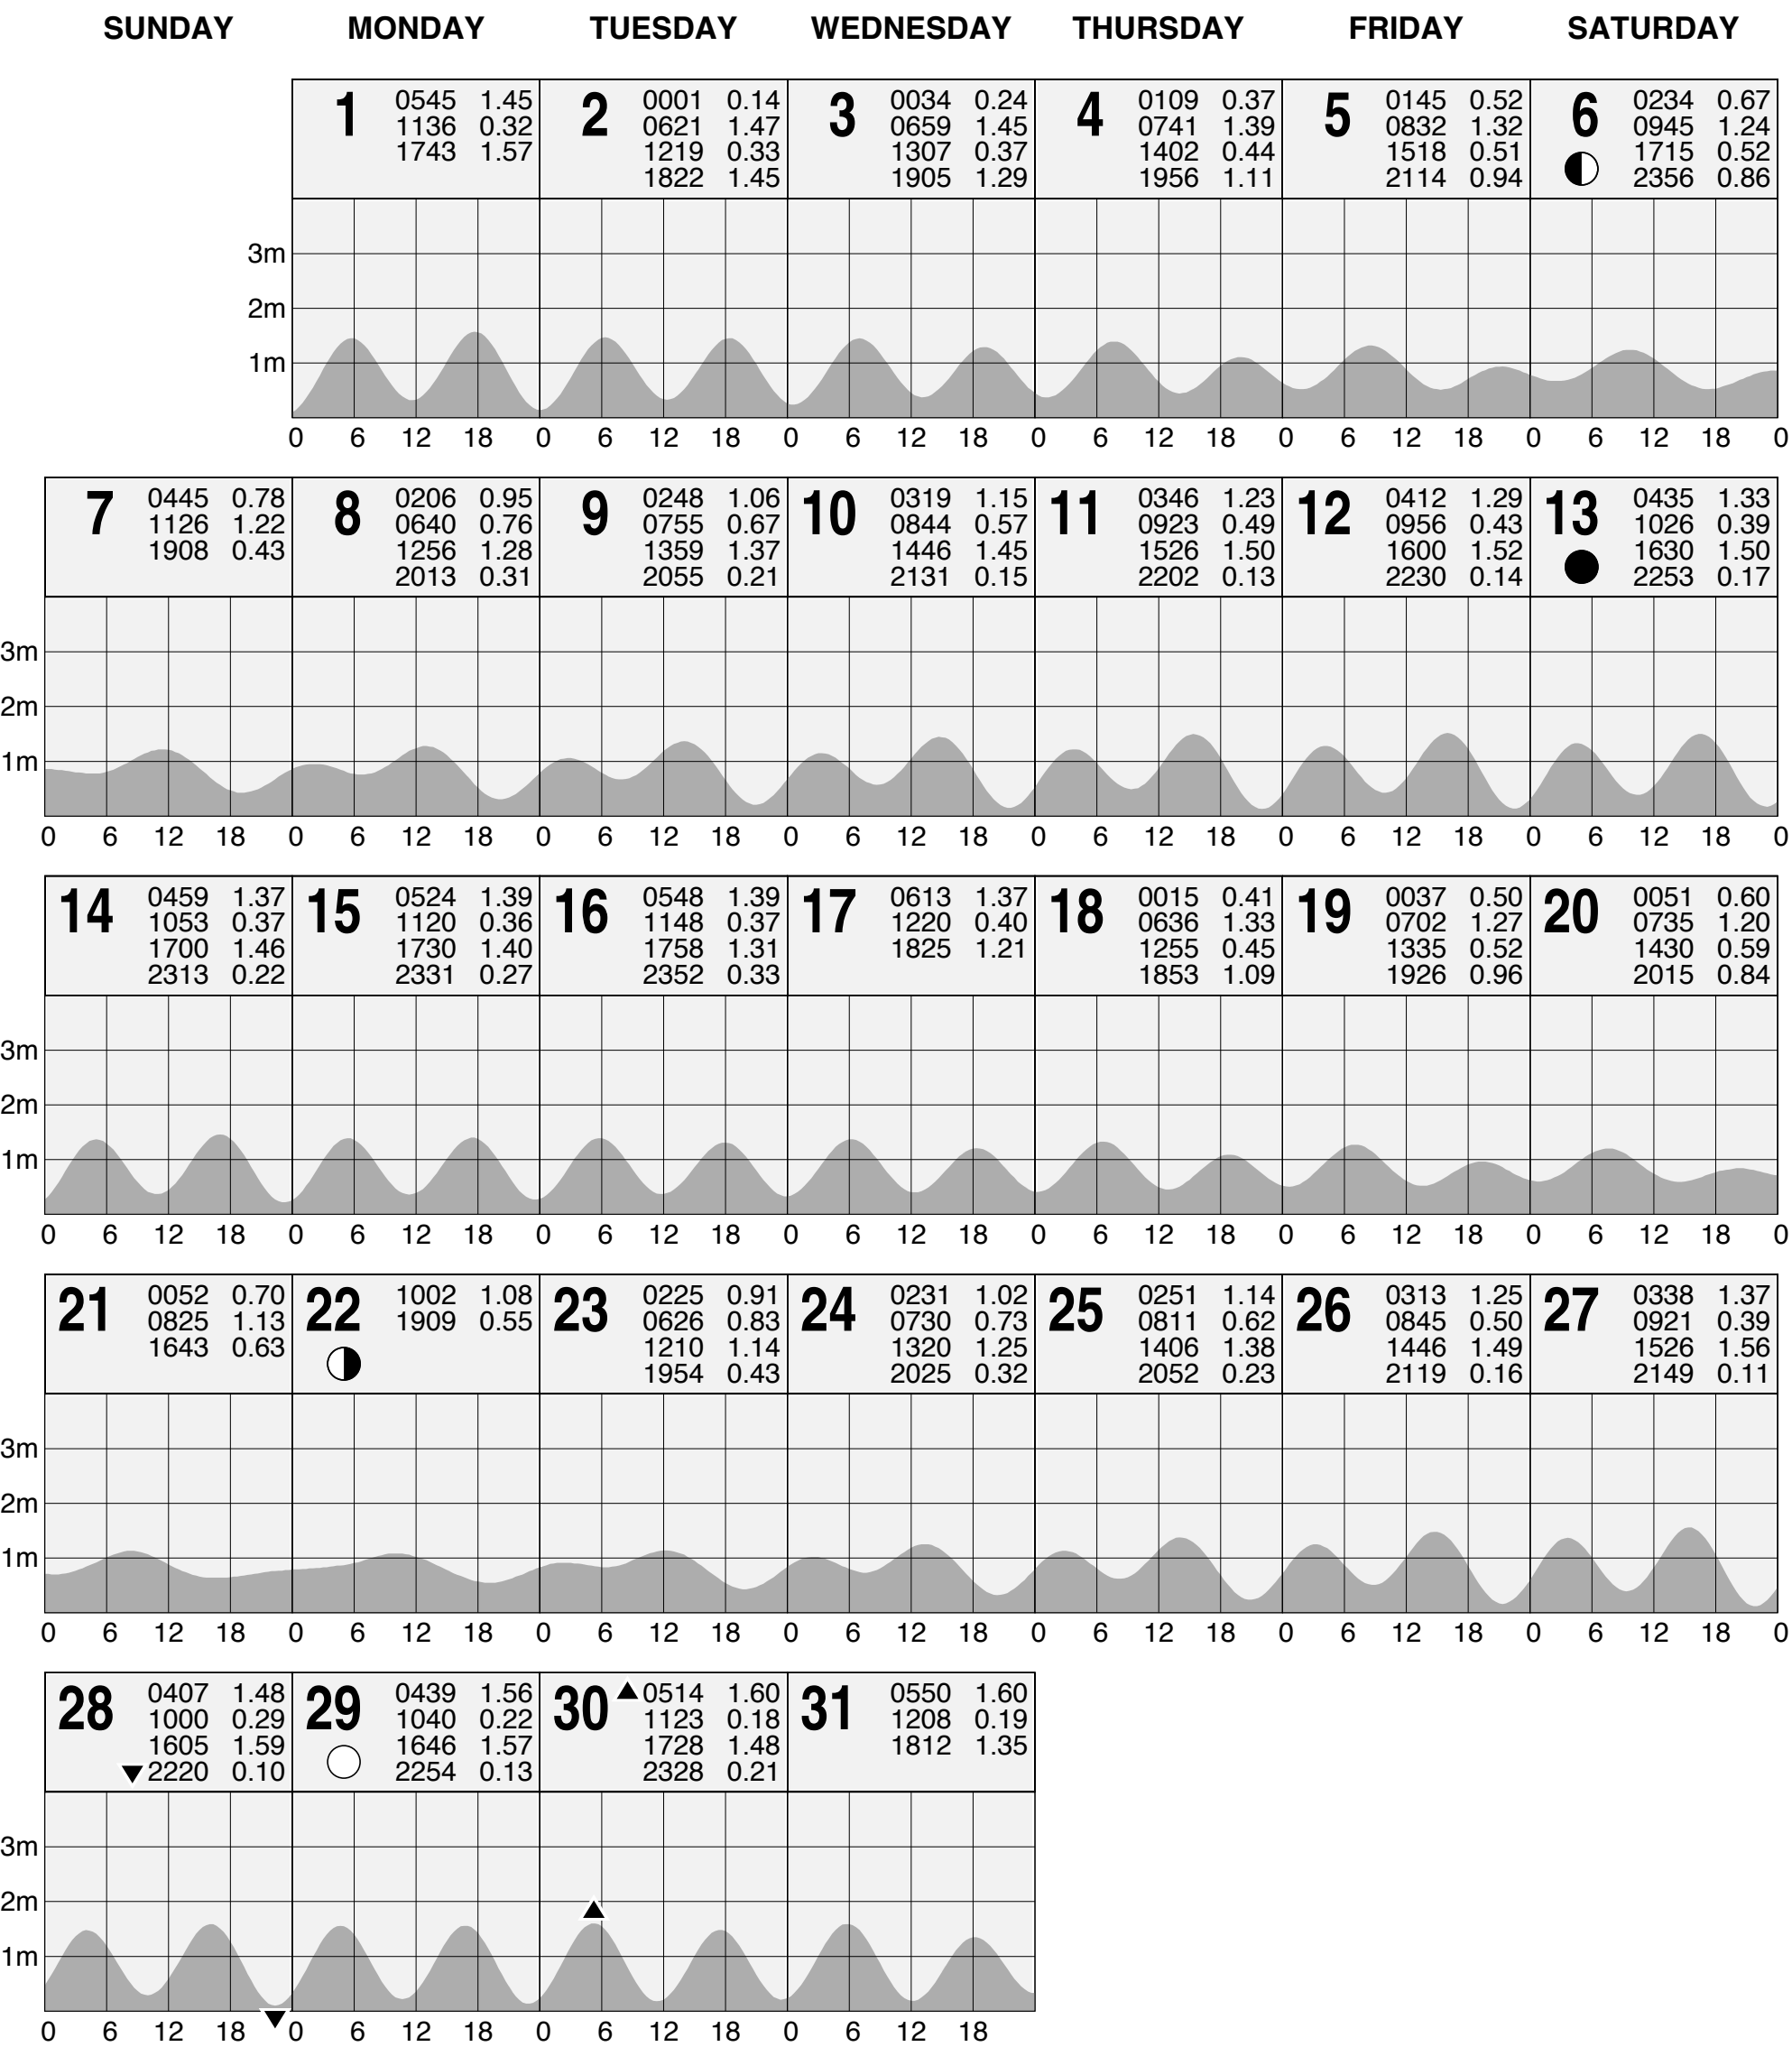 SUNDAY MONDAY TUESDAY WEDNESDAY THURSDAY FRIDAY SATURDAY
1 0545 1.45
1136 0.32
1743 1.57
2 0001 0.14
0621 1.47
1219 0.33
1822 1.45
3 0034 0.24
0659 1.45
1307 0.37
1905 1.29
4 0109 0.37
0741 1.39
1402 0.44
1956 1.11
5 0145 0.52
0832 1.32
1518 0.51
2114 0.94
6 0234 0.67
0945 1.24
1715 0.52
2356 0.86
3m
2m
1m
0 6 12 18 0 6 12 18 0 6 12 18 0 6 12 18 0 6 12 18 0 6 12 18 0
7 0445 0.78
1126 1.22
1908 0.43
8 0206 0.95
0640 0.76
1256 1.28
2013 0.31
9 0248 1.06
0755 0.67
1359 1.37
2055 0.21
10 0319 1.15
0844 0.57
1446 1.45
2131 0.15
11 0346 1.23
0923 0.49
1526 1.50
2202 0.13
12 0412 1.29
0956 0.43
1600 1.52
2230 0.14
13 0435 1.33
1026 0.39
1630 1.50
2253 0.17
3m
2m
1m
0 6 12 18 0 6 12 18 0 6 12 18 0 6 12 18 0 6 12 18 0 6 12 18 0 6 12 18 0
14 0459 1.37
1053 0.37
1700 1.46
2313 0.22
15 0524 1.39
1120 0.36
1730 1.40
2331 0.27
16 0548 1.39
1148 0.37
1758 1.31
2352 0.33
17 0613 1.37
1220 0.40
1825 1.21
18 0015 0.41
0636 1.33
1255 0.45
1853 1.09
19 0037 0.50
0702 1.27
1335 0.52
1926 0.96
20 0051 0.60
0735 1.20
1430 0.59
2015 0.84
3m
2m
1m
0 6 12 18 0 6 12 18 0 6 12 18 0 6 12 18 0 6 12 18 0 6 12 18 0 6 12 18 0
21 0052 0.70
0825 1.13
1643 0.63
22 1002 1.08
1909 0.55
23 0225 0.91
0626 0.83
1210 1.14
1954 0.43
24 0231 1.02
0730 0.73
1320 1.25
2025 0.32
25 0251 1.14
0811 0.62
1406 1.38
2052 0.23
26 0313 1.25
0845 0.50
1446 1.49
2119 0.16
27 0338 1.37
0921 0.39
1526 1.56
2149 0.11
3m
2m
1m
0 6 12 18 0 6 12 18 0 6 12 18 0 6 12 18 0 6 12 18 0 6 12 18 0 6 12 18 0
28 0407 1.48
1000 0.29
1605 1.59
2220 0.10
29 0439 1.56
1040 0.22
1646 1.57
2254 0.13
30 0514 1.60
1123 0.18
1728 1.48
2328 0.21
31 0550 1.60
1208 0.19
1812 1.35
3m
2m
1m
0 6 12 18 0 6 12 18 0 6 12 18 0 6 12 18